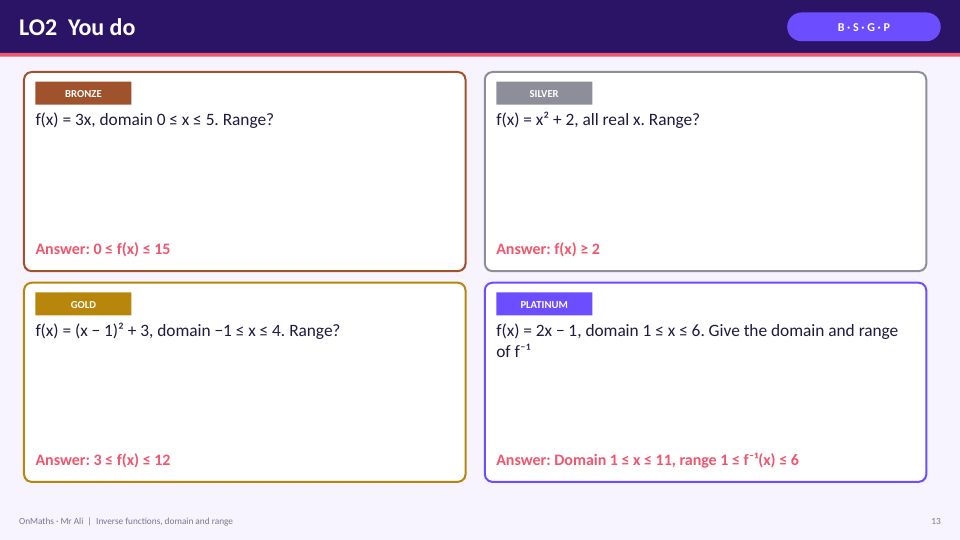 LO2  You do
B · S · G · P
BRONZE
f(x) = 3x, domain 0 ≤ x ≤ 5. Range?
Answer: 0 ≤ f(x) ≤ 15
SILVER
f(x) = x² + 2, all real x. Range?
Answer: f(x) ≥ 2
GOLD
f(x) = (x − 1)² + 3, domain −1 ≤ x ≤ 4. Range?
Answer: 3 ≤ f(x) ≤ 12
PLATINUM
f(x) = 2x − 1, domain 1 ≤ x ≤ 6. Give the domain and range
of f⁻¹
Answer: Domain 1 ≤ x ≤ 11, range 1 ≤ f⁻¹(x) ≤ 6
OnMaths · Mr Ali | Inverse functions, domain and range
13